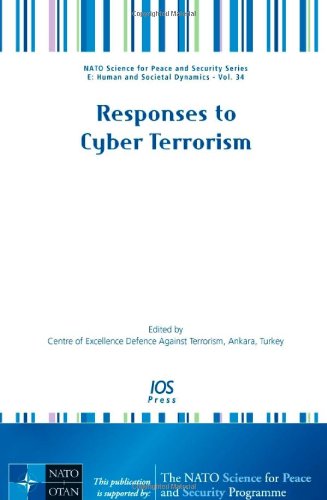 NATO Science for Peace and Security Series
E: Human and Societal Dynamics - Vol. 34
Responses to
Cyber Terrorism
Edited by
Centre of Excellence Defence Against Terrorism, Ankara, Turkey
IOS
Press
NATO
OTAN
This publication
is supported by:
The NATO Science for Peace
and Security Programme